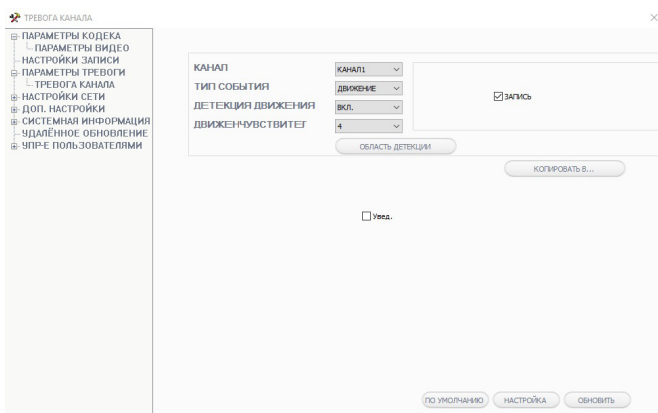 ТРЕВОГА КАНАЛА
ПАРАМЕТРЫ КОДЕКА
ПАРАМЕТРЫ ВИДЕО
НАСТРОЙКИ ЗАПИСИ
ПАРАМЕТРЫ ТРЕВОГИ
ТРЕВОГА КАНАЛА
НАСТРОЙКИ СЕТИ
ДОП. НАСТРОЙКИ
СИСТЕМНАЯ ИНФОРМАЦИЯ
УДАЛЁННОЕ ОБНОВЛЕНИЕ
УПР-Е ПОЛЬЗОВАТЕЛЯМИ
КАНАЛ КАНАЛ1
ТИП СОБЫТИЯ ДВИЖЕНИЕ
ЗАПИСЬ
ДЕТЕКЦИЯ ДВИЖЕНИЯ ВКЛ.
ДВИЖЕНЧУВСТВИТЕЛ 4
ОБЛАСТЬ ДЕТЕКЦИИ
КОПИРОВАТЬ В...
Увед.
ПО УМОЛЧАНИЮ НАСТРОЙКА ОБНОВИТЬ